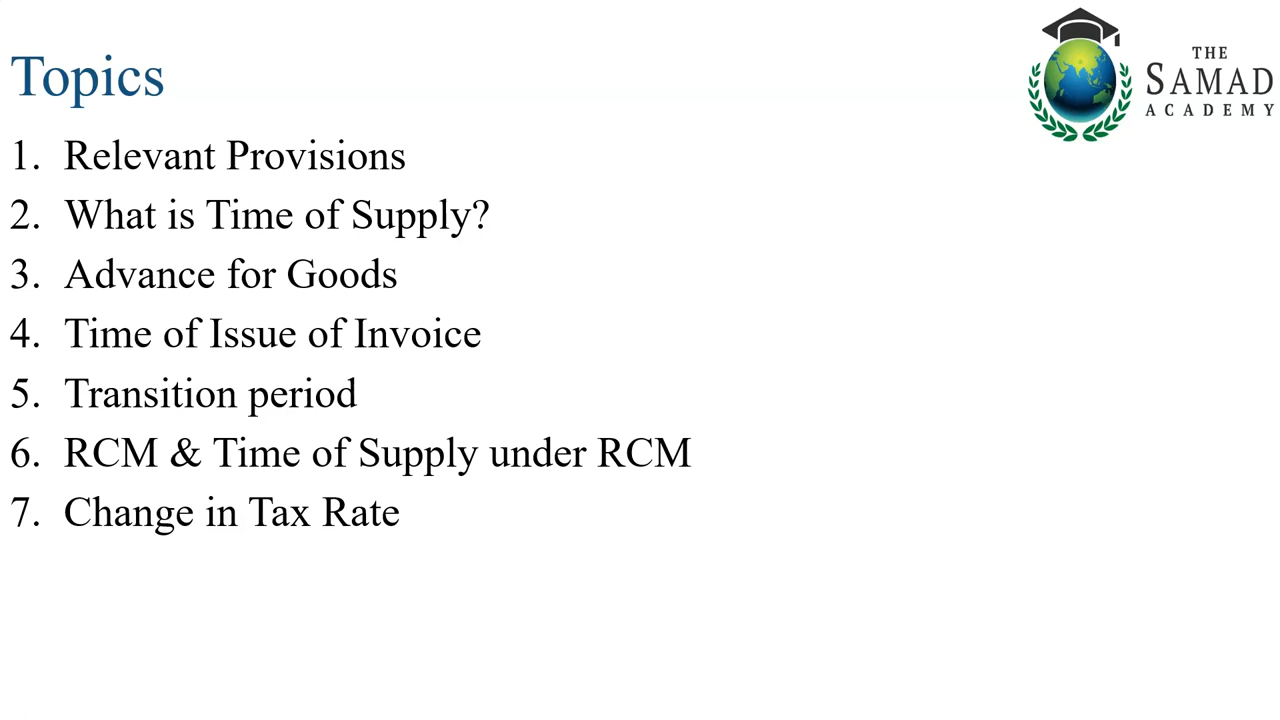 Topics
THE
SAMAD
ACADEMY
1. Relevant Provisions
2. What is Time of Supply?
3. Advance for Goods
4. Time of Issue of Invoice
5. Transition period
6. RCM & Time of Supply under RCM
7. Change in Tax Rate